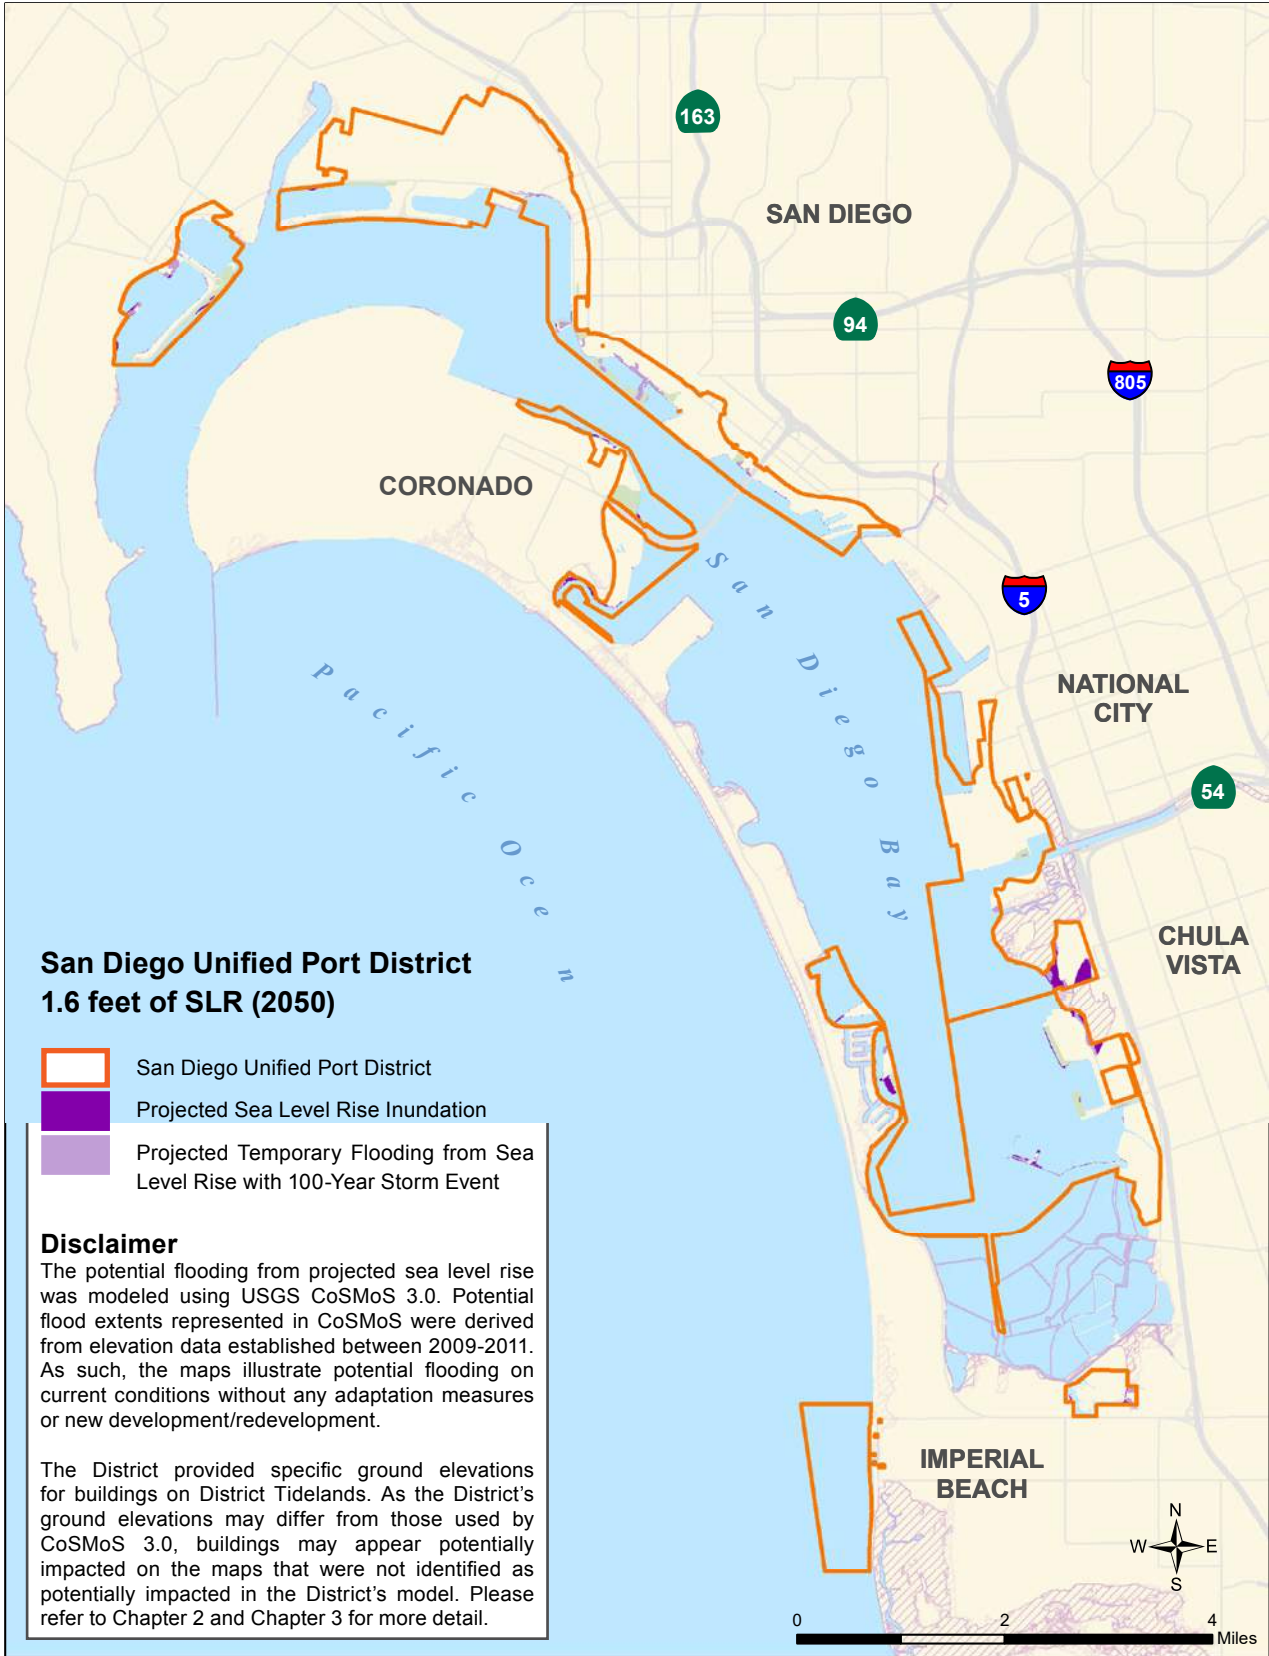 163
SAN DIEGO
94
805
CORONADO
San Diego Bay
5
Pacific Ocen
NATIONAL
CITY
54
CHULA
VISTA
San Diego Unified Port District
1.6 feet of SLR (2050)
San Diego Unified Port District
Projected Sea Level Rise Inundation
Projected Temporary Flooding from Sea
Level Rise with 100-Year Storm Event
Disclaimer
The potential flooding from projected sea level rise
was modeled using USGS CoSMoS 3.0. Potential
flood extents represented in CoSMoS were derived
from elevation data established between 2009-2011.
As such, the maps illustrate potential flooding on
current conditions without any adaptation measures
or new development/redevelopment.
The District provided specific ground elevations
for buildings on District Tidelands. As the District's
ground elevations may differ from those used by
CoSMoS 3.0, buildings may appear potentially
impacted on the maps that were not identified as
potentially impacted in the District's model. Please
refer to Chapter 2 and Chapter 3 for more detail.
IMPERIAL
BEACH
N
W E
S
0 2 4
Miles